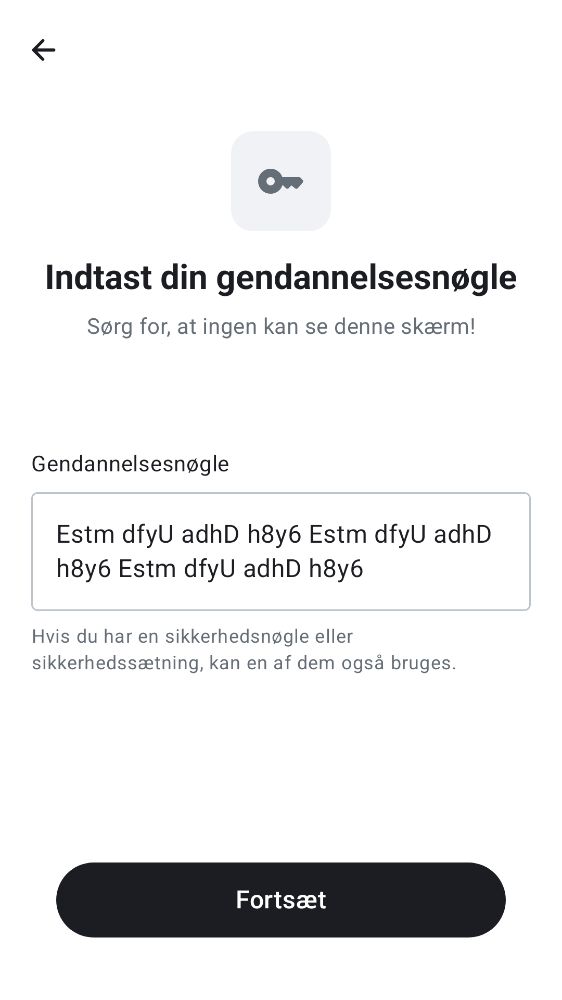 Indtast din gendannelsesnøgle
Sørg for, at ingen kan se denne skærm!
Gendannelsesnøgle
Estm dfyU adhD h8y6 Estm dfyU adhD
h8y6 Estm dfyU adhD h8y6
Hvis du har en sikkerhedsnøgle eller
sikkerhedssætning, kan en af dem også bruges.
Fortsæt